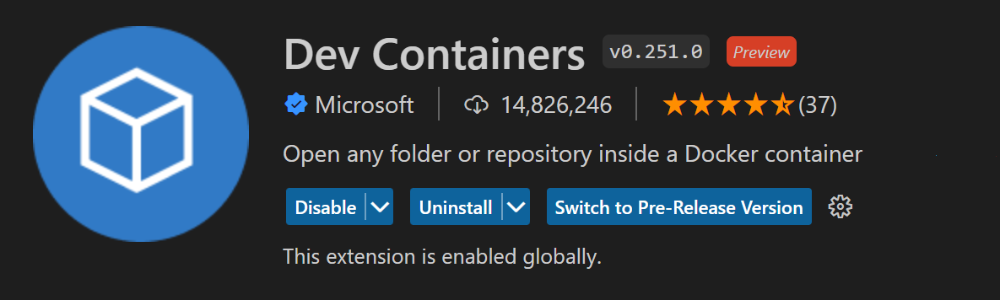 Dev Containers v0.251.0 Preview
Microsoft 14,826,246 (37)
Open any folder or repository inside a Docker container
Disable Uninstall Switch to Pre-Release Version
This extension is enabled globally.